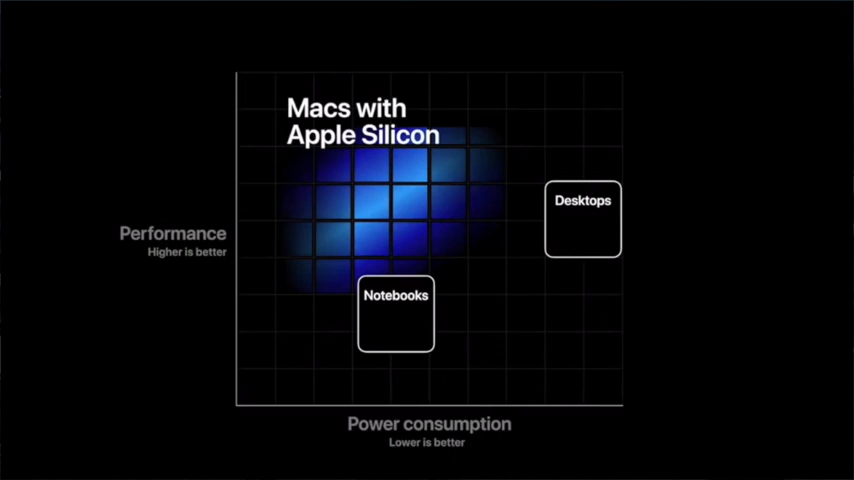 Macs with
Apple Silicon
Desktops
Performance
Higher is better
Notebooks
Power consumption
Lower is better